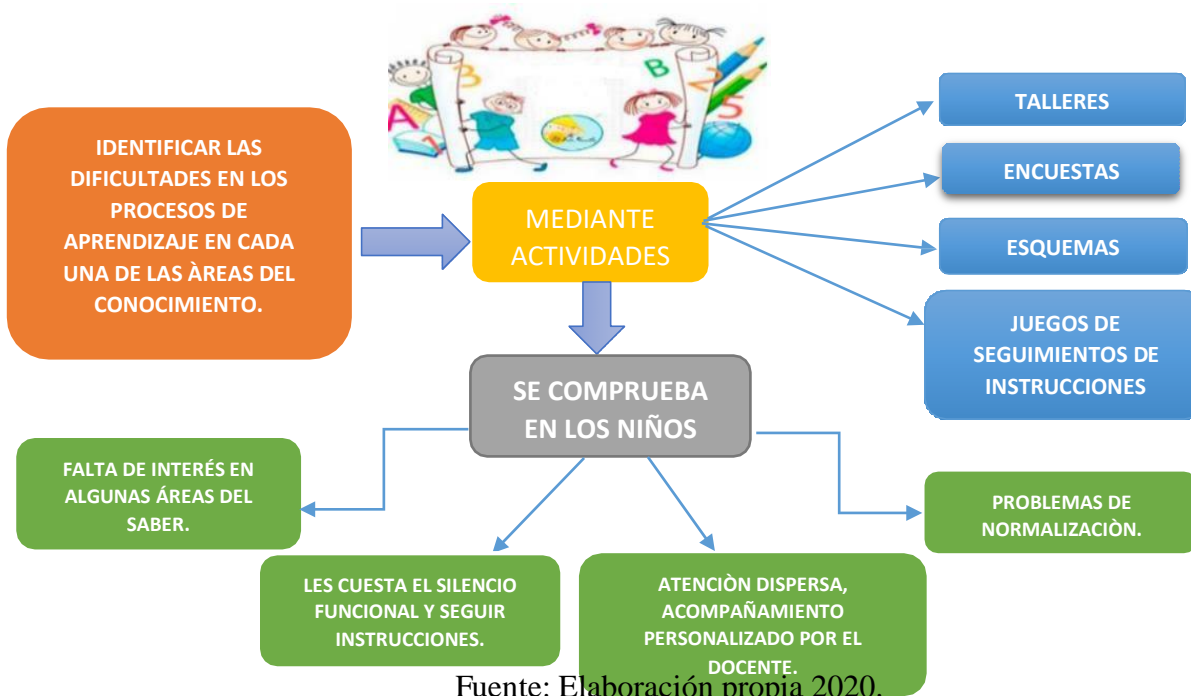 IDENTIFICAR LAS
DIFICULTADES EN LOS
PROCESOS DE
APRENDIZAJE EN CADA
UNA DE LAS ÀREAS DEL
CONOCIMIENTO.
MEDIANTE
ACTIVIDADES
TALLERES
ENCUESTAS
ESQUEMAS
JUEGOS DE
SEGUIMIENTOS DE
INSTRUCCIONES
SE COMPRUEBA
EN LOS NIÑOS
FALTA DE INTERÉS EN
ALGUNAS ÁREAS DEL
SABER.
LES CUESTA EL SILENCIO
FUNCIONAL Y SEGUIR
INSTRUCCIONES.
ATENCIÒN DISPERSA,
ACOMPAÑAMIENTO
PERSONALIZADO POR EL
DOCENTE.
PROBLEMAS DE
NORMALIZACIÒN.
Fuente: Elaboración propia 2020.